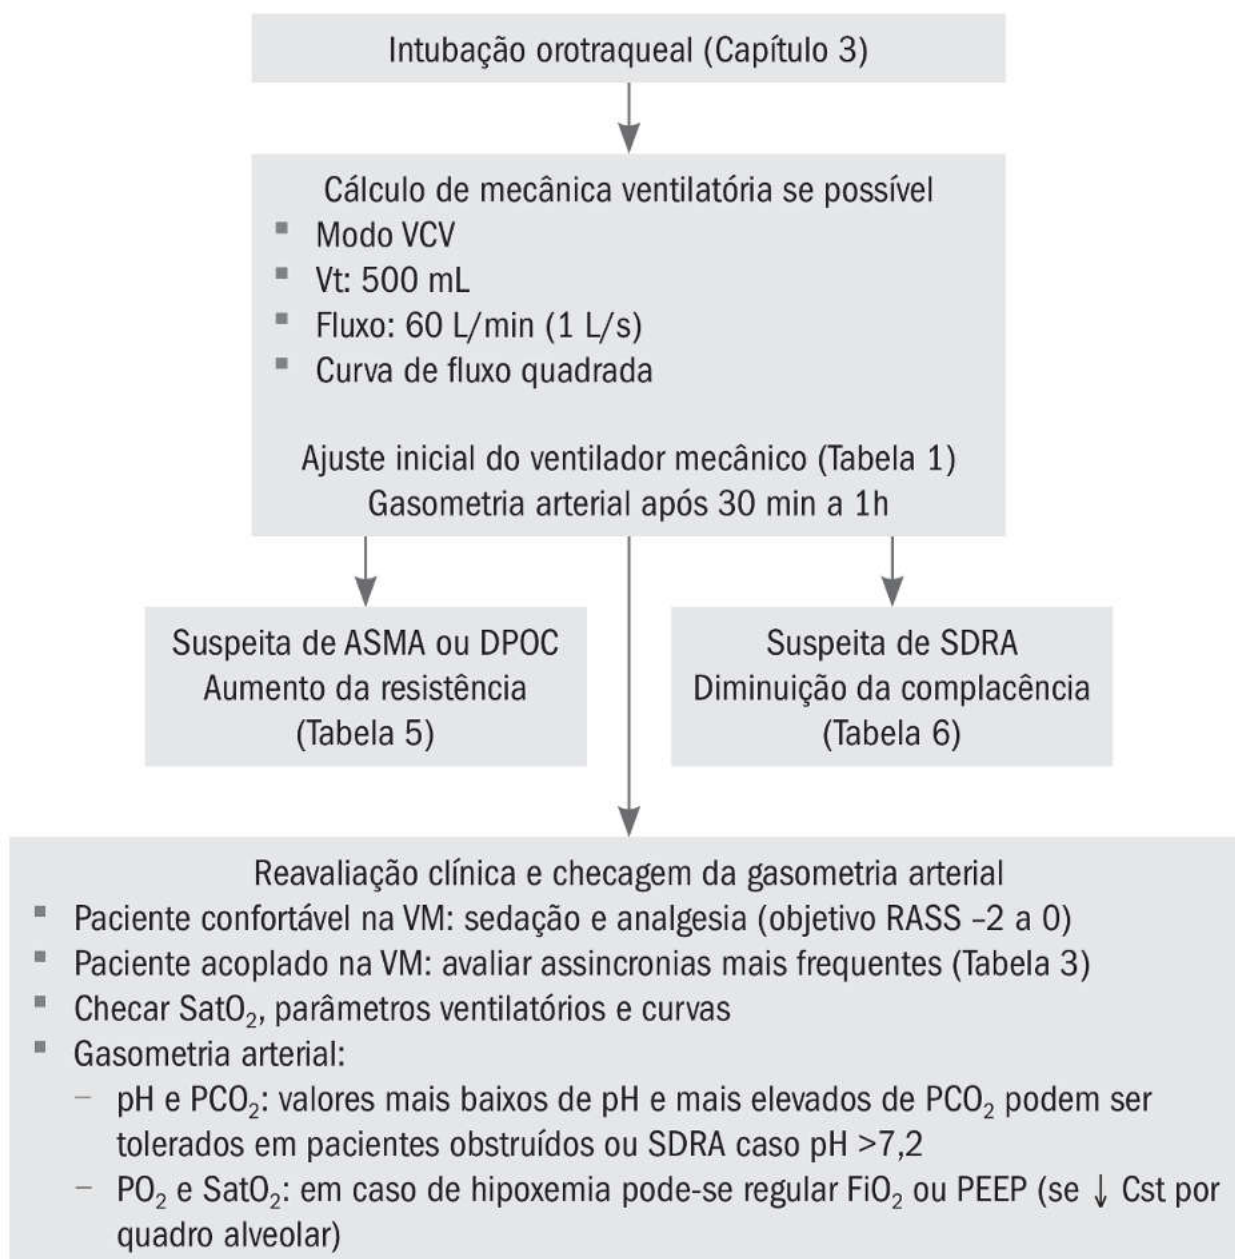 Intubação orotraqueal (Capítulo 3)
Cálculo de mecânica ventilatória se possível
▪ Modo VCV
▪ Vt: 500 mL
▪ Fluxo: 60 L/min (1 L/s)
▪ Curva de fluxo quadrada
Ajuste inicial do ventilador mecânico (Tabela 1)
Gasometria arterial após 30 min a 1h
Suspeita de ASMA ou DPOC
Aumento da resistência
(Tabela 5)
Suspeita de SDRA
Diminuição da complacência
(Tabela 6)
Reavaliação clínica e checagem da gasometria arterial
▪ Paciente confortável na VM: sedação e analgesia (objetivo RASS –2 a 0)
▪ Paciente acoplado na VM: avaliar assincronias mais frequentes (Tabela 3)
▪ Checar SatO₂, parâmetros ventilatórios e curvas
▪ Gasometria arterial:
– pH e PCO₂: valores mais baixos de pH e mais elevados de PCO₂ podem ser
tolerados em pacientes obstruídos ou SDRA caso pH >7,2
– PO₂ e SatO₂: em caso de hipoxemia pode-se regular FiO₂ ou PEEP (se ↓ Cst por
quadro alveolar)